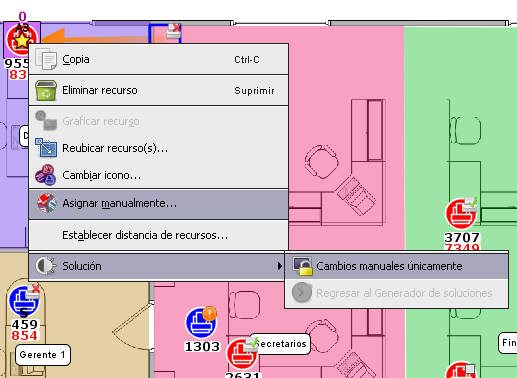 0
955
83
Copia Ctrl-C
Eliminar recurso Suprimir
Graficar recurso
Reubicar recurso(s)...
Cambiar icono...
Asignar manualmente...
Establecer distancia de recursos...
Solución
Cambios manuales únicamente
Regresar al Generador de soluciones
3707
7349
459
854
Gerente 1
1303
Secretarios
2631
Fin